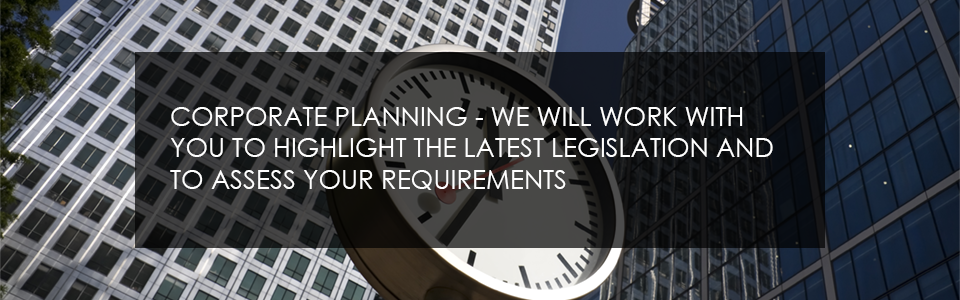 CORPORATE PLANNING - WE WILL WORK WITH
YOU TO HIGHLIGHT THE LATEST LEGISLATION AND
TO ASSESS YOUR REQUIREMENTS